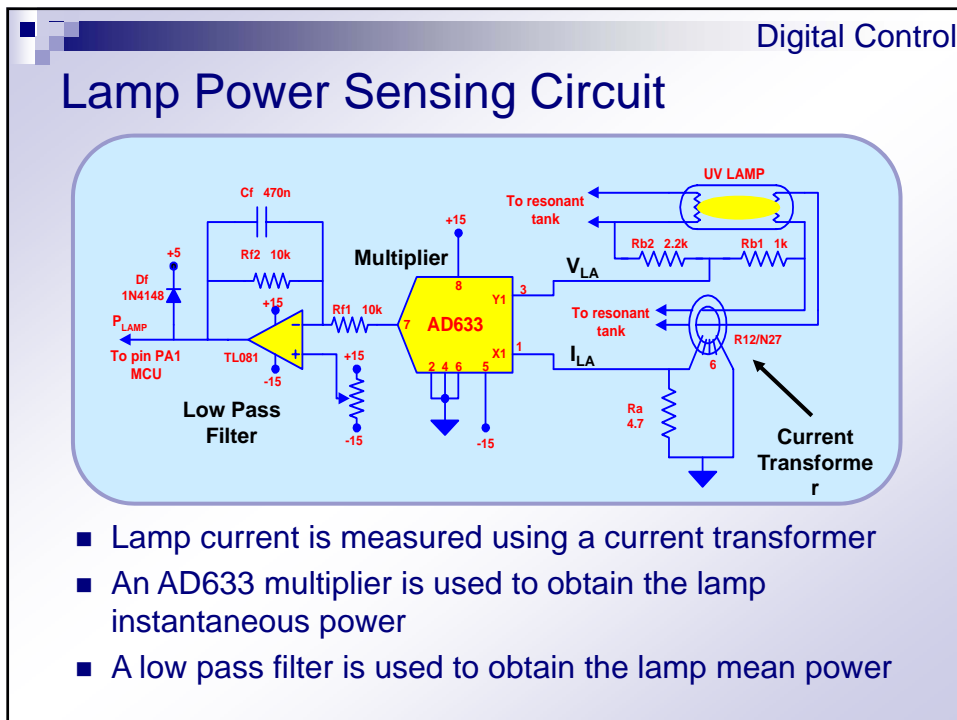 Digital Control
Lamp Power Sensing Circuit
UV LAMP
Cf 470n
To resonant
tank
+15
+5
Rf2 10k
Multiplier
Rb2 2.2k
Rb1 1k
Df
1N4148
VLA
8
3
Y1
+15
Rf1 10k
PLAMP
7
AD633
To resonant
tank
R12/N27
To pin PA1
MCU
TL081
+15
1
X1
ILA
6
-15
2 4 6 5
Low Pass
Filter
-15
-15
Ra
4.7
Current
Transforme
r
Lamp current is measured using a current transformer
An AD633 multiplier is used to obtain the lamp
instantaneous power
A low pass filter is used to obtain the lamp mean power